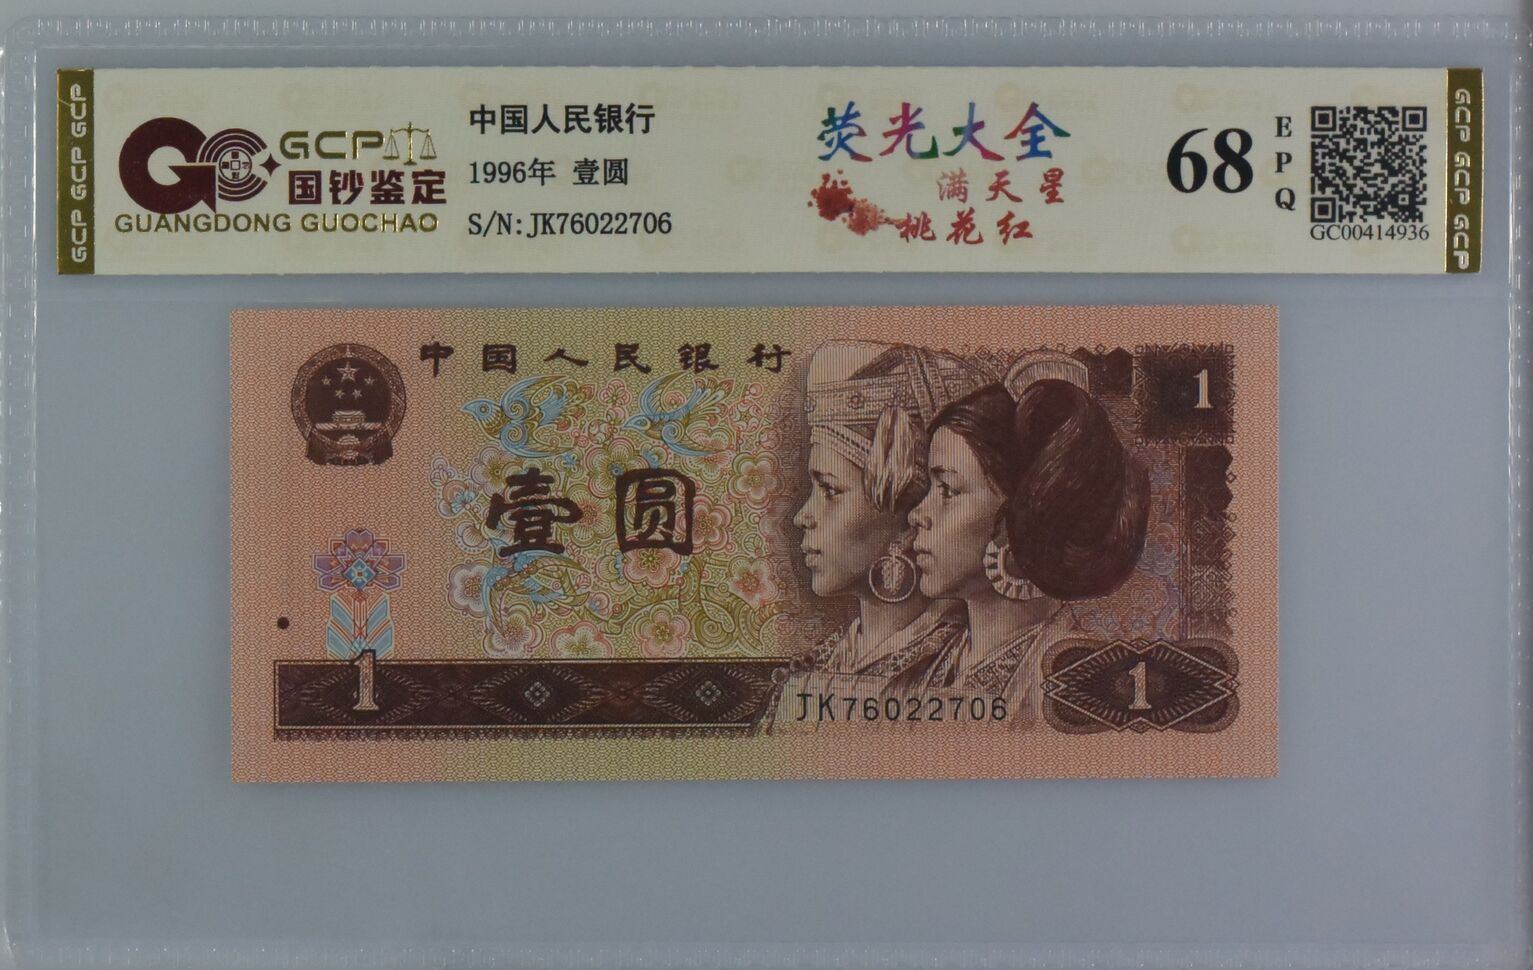 GCP GCP GCP
GCP
国钞鉴定
GUANGDONG GUOCHAO
中国人民银行
1996年 壹圆
S/N:JK76022706
荧光大全
满天星
桃花红
68
EPQ
GC00414936
GCP GCP GCP
中国人民银行
1
壹圆
1
JK76022706
1